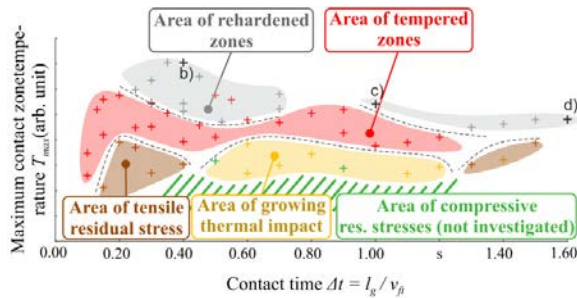 Area of rehardened
zones
Area of tempered
zones
b)
c)
d)
Maximum contact zonetempe-
rature Tmax(arb. unit)
Area of tensile
residual stress
Area of growing
thermal impact
Area of compressive
res. stresses (not investigated)
0.00 0.20 0.40 0.60 0.80 1.00 s 1.60
Contact time Δt = lg / vft